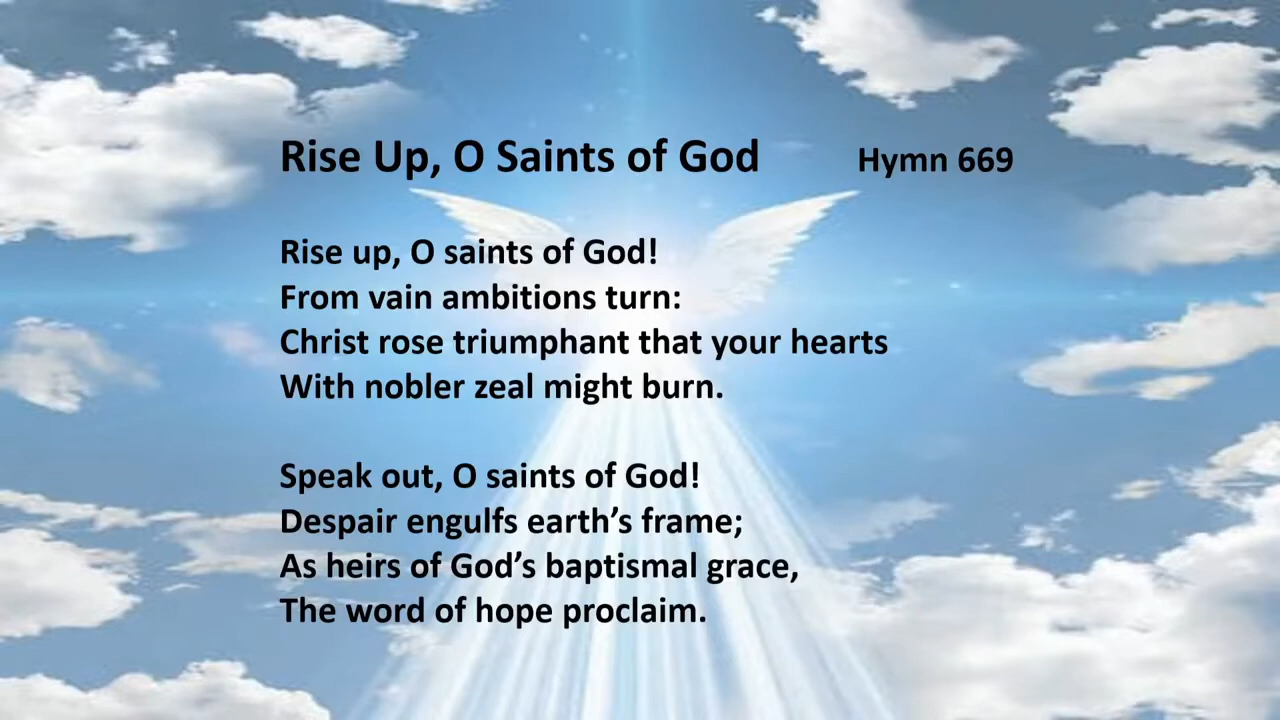 Rise Up, O Saints of God Hymn 669
Rise up, O saints of God!
From vain ambitions turn:
Christ rose triumphant that your hearts
With nobler zeal might burn.
Speak out, O saints of God!
Despair engulfs earth’s frame;
As heirs of God’s baptismal grace,
The word of hope proclaim.